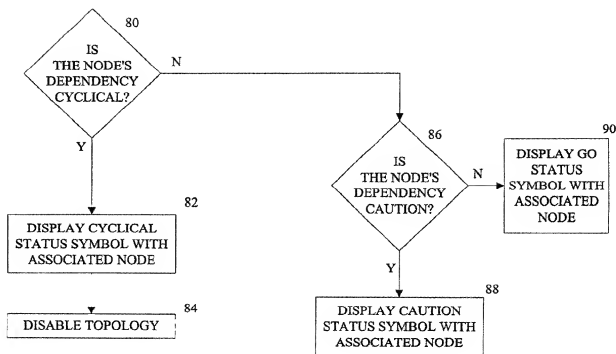 80
IS
THE NODE'S
DEPENDENCY
CYCLICAL?
N
Y
82
DISPLAY CYCLICAL
STATUS SYMBOL WITH
ASSOCIATED NODE
84
DISABLE TOPOLOGY
86
IS
THE NODE'S
DEPENDENCY
CAUTION?
N
Y
90
DISPLAY GO
STATUS
SYMBOL WITH
ASSOCIATED
NODE
88
DISPLAY CAUTION
STATUS SYMBOL WITH
ASSOCIATED NODE